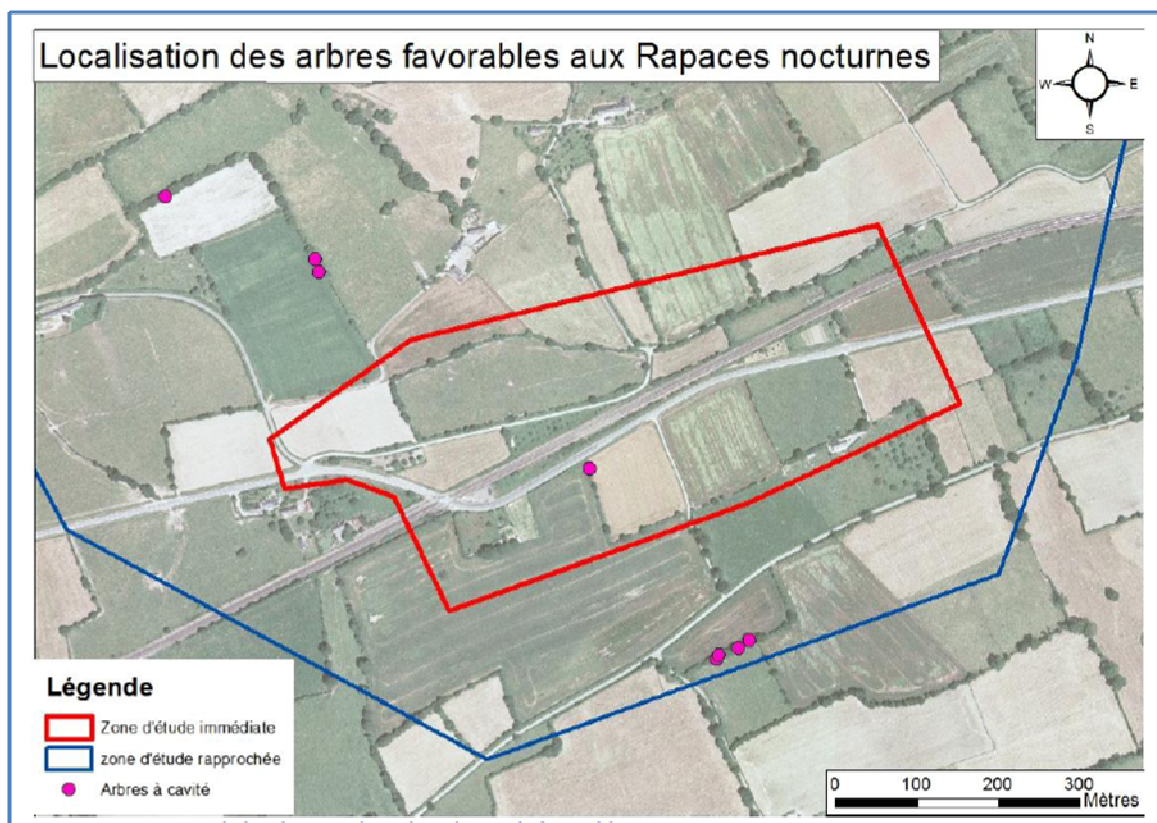 Localisation des arbres favorables aux Rapaces nocturnes
N
W E
S
Légende
Zone d'étude immédiate
zone d'étude rapprochée
Arbres à cavité
0 100 200 300
Mètres